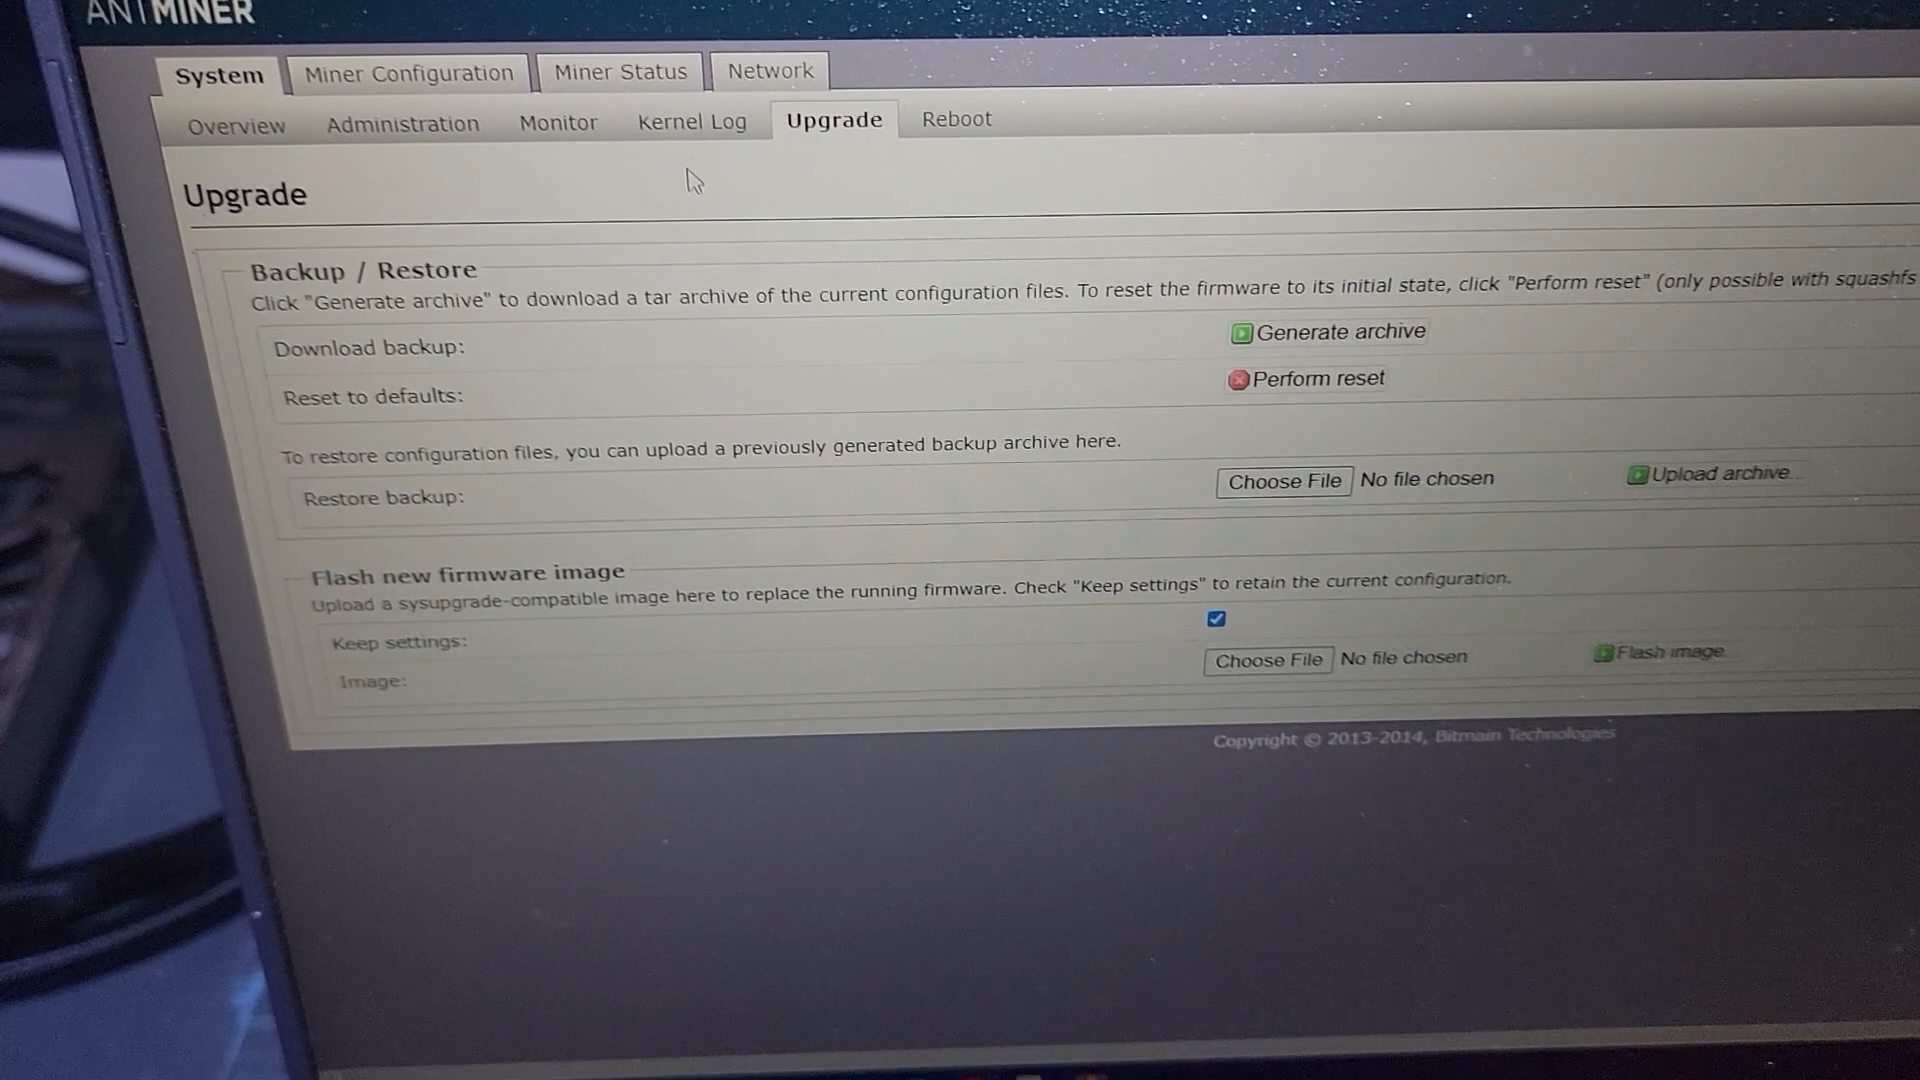 ANTMINER
System Miner Configuration Miner Status Network
Overview Administration Monitor Kernel Log Upgrade Reboot
Upgrade
Backup / Restore
Click "Generate archive" to download a tar archive of the current configuration files. To reset the firmware to its initial state, click "Perform reset" (only possible with squashfs
Download backup: Generate archive
Reset to defaults: Perform reset
To restore configuration files, you can upload a previously generated backup archive here.
Restore backup: Choose File No file chosen Upload archive...
Flash new firmware image
Upload a sysupgrade-compatible image here to replace the running firmware. Check "Keep settings" to retain the current configuration.
Keep settings:
Image: Choose File No file chosen Flash image...
Copyright © 2013-2014, Bitmain Technologies